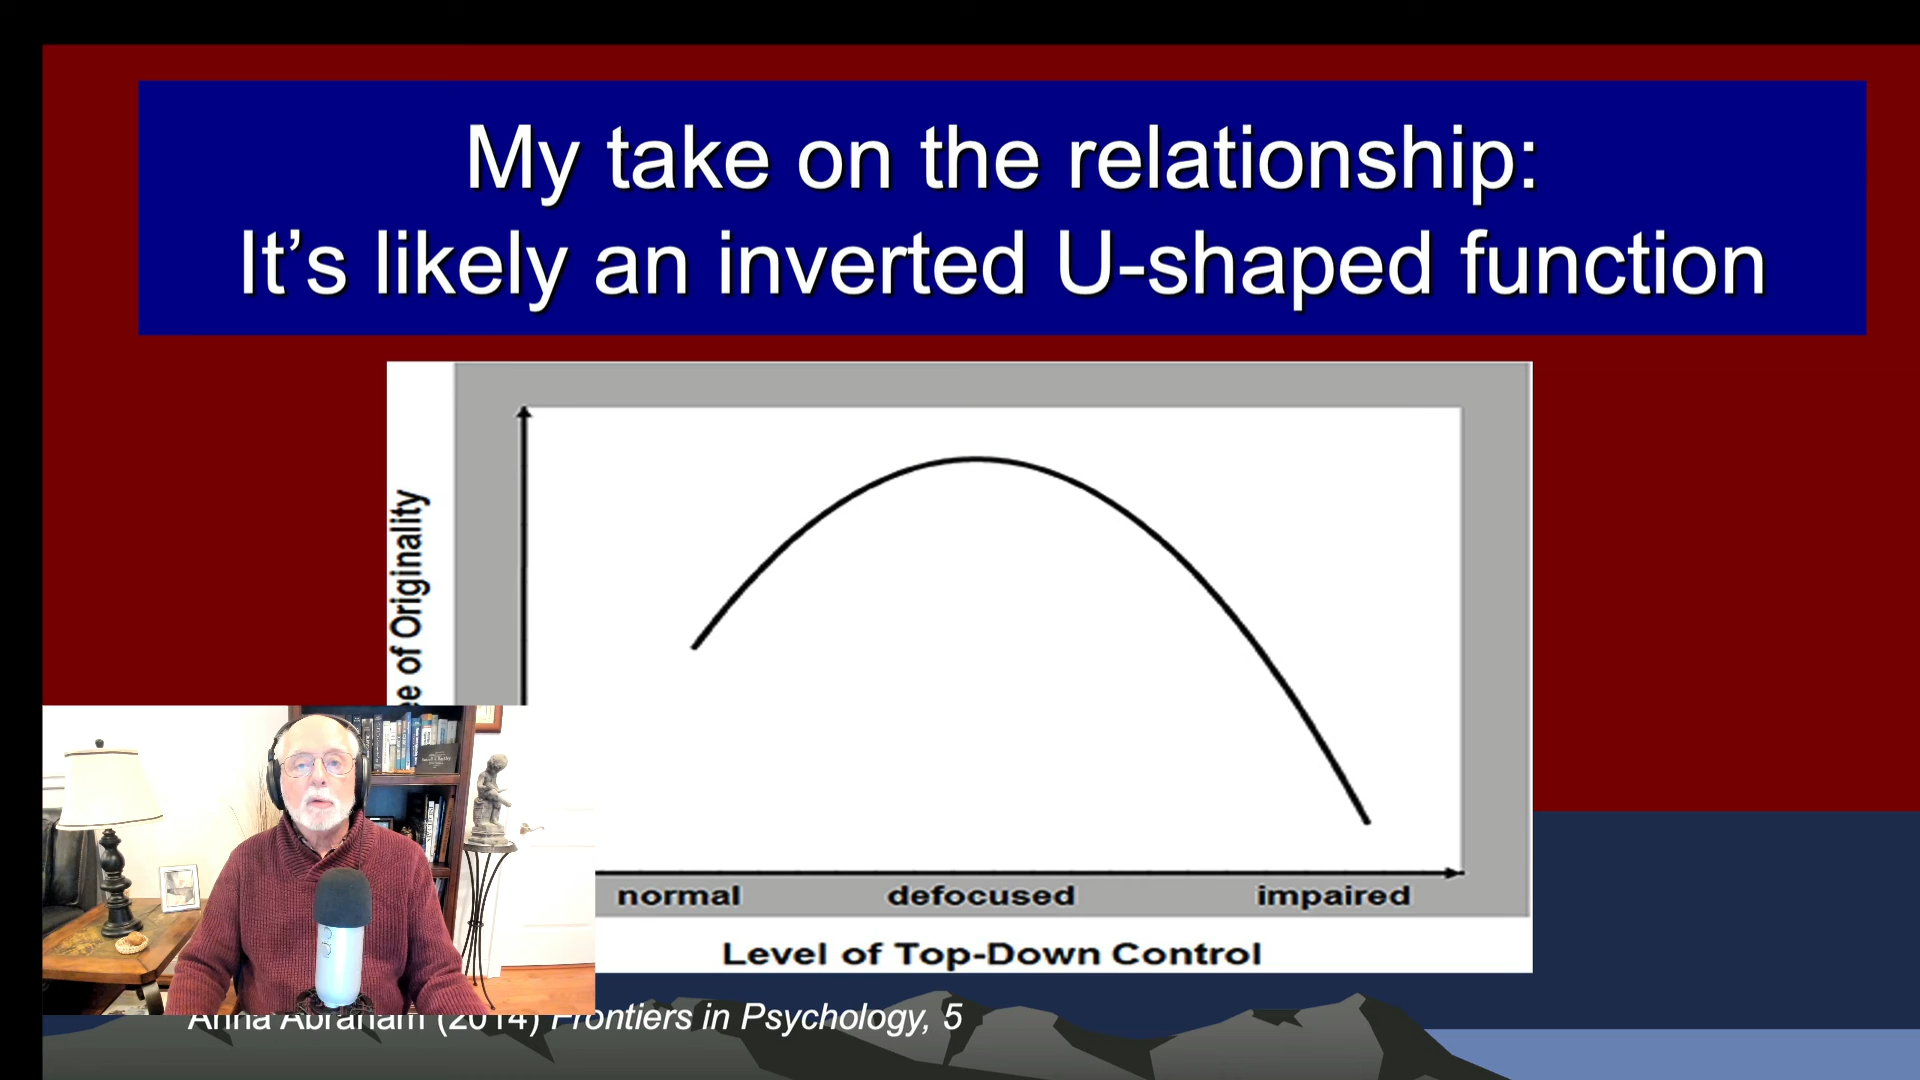 My take on the relationship:
It’s likely an inverted U-shaped function
of Originality
normal defocused impaired
Level of Top-Down Control
Anna Abraham (2014) Frontiers in Psychology, 5